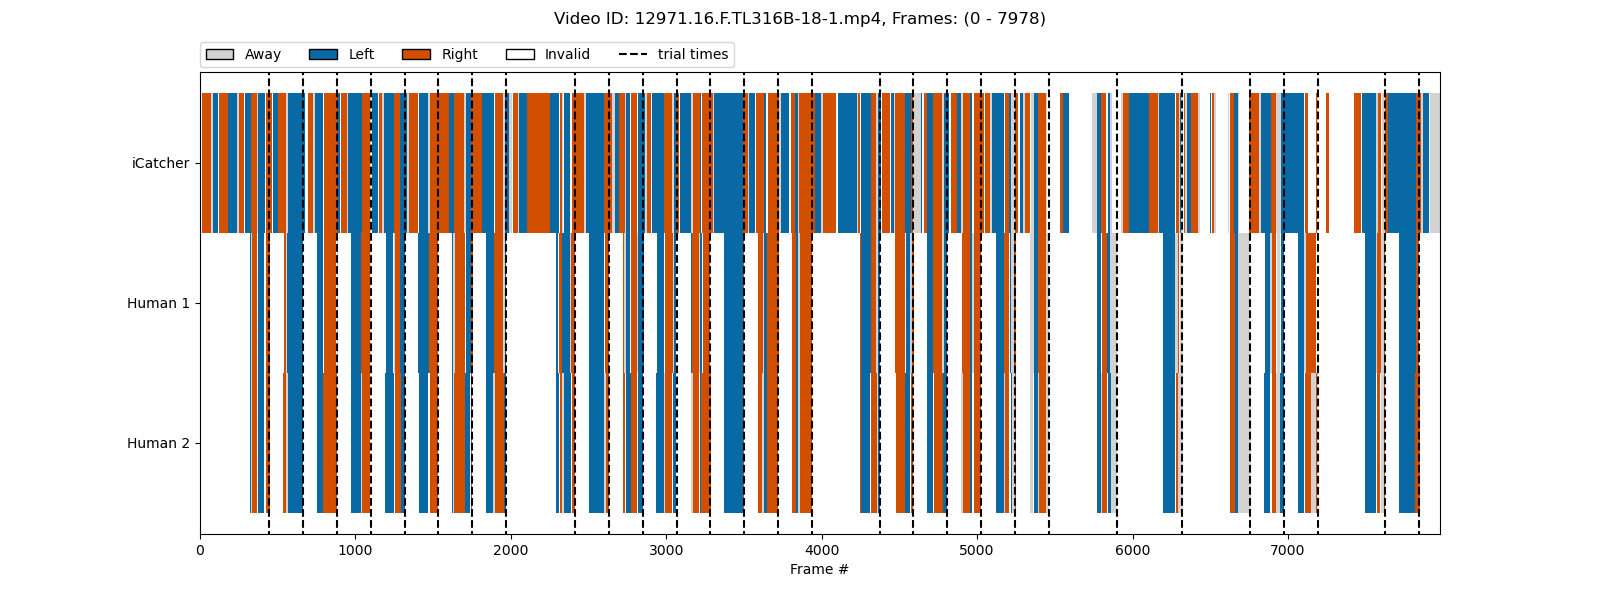 Video ID: 12971.16.F.TL316B-18-1.mp4, Frames: (0 - 7978)
Away Left Right Invalid trial times
iCatcher
Human 1
Human 2
0 1000 2000 3000 4000 5000 6000 7000
Frame #